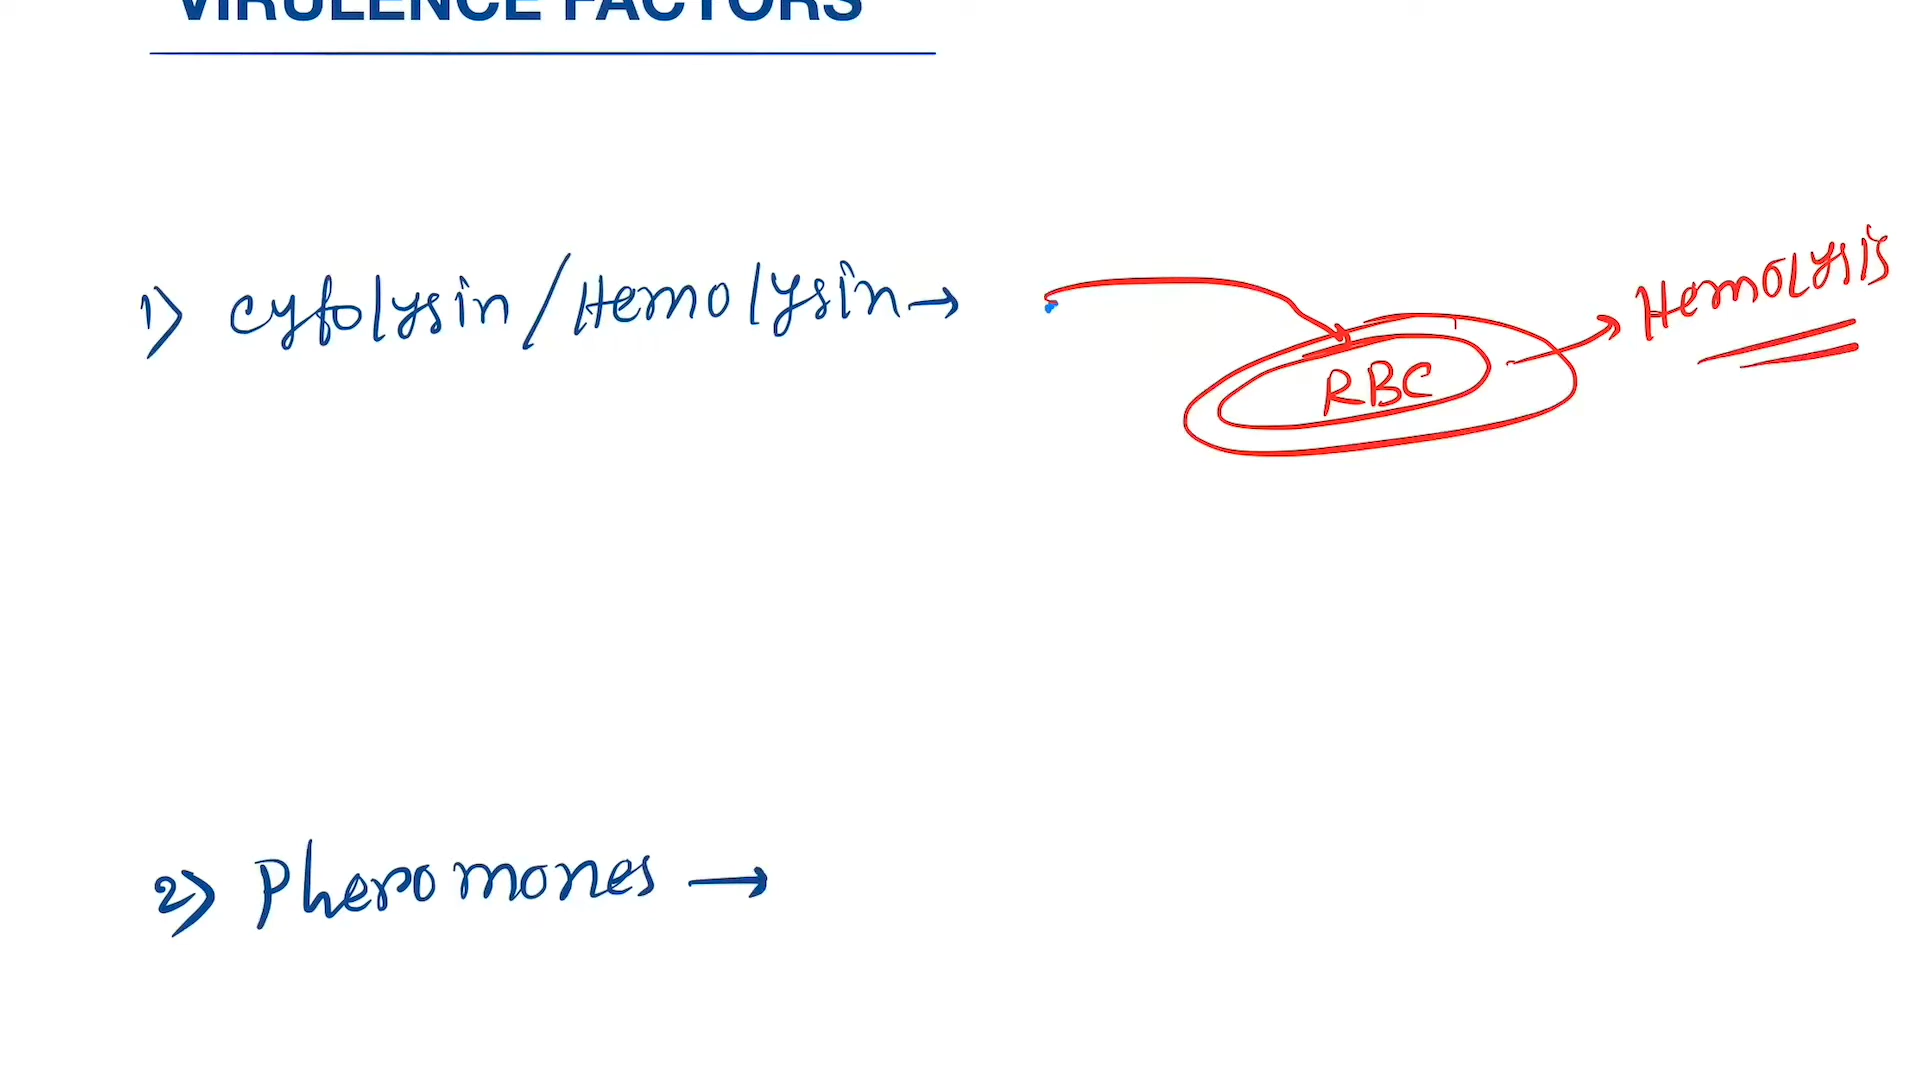 VIRULENCE FACTORS
1) Cytolysin/Hemolysin→
RBC
→ Hemolysis
2) Pheromones →